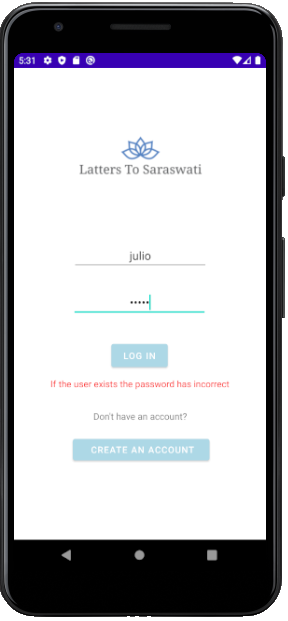 5:31
Latters To Saraswati
julio
•••••
LOG IN
If the user exists the password has incorrect
Don't have an account?
CREATE AN ACCOUNT